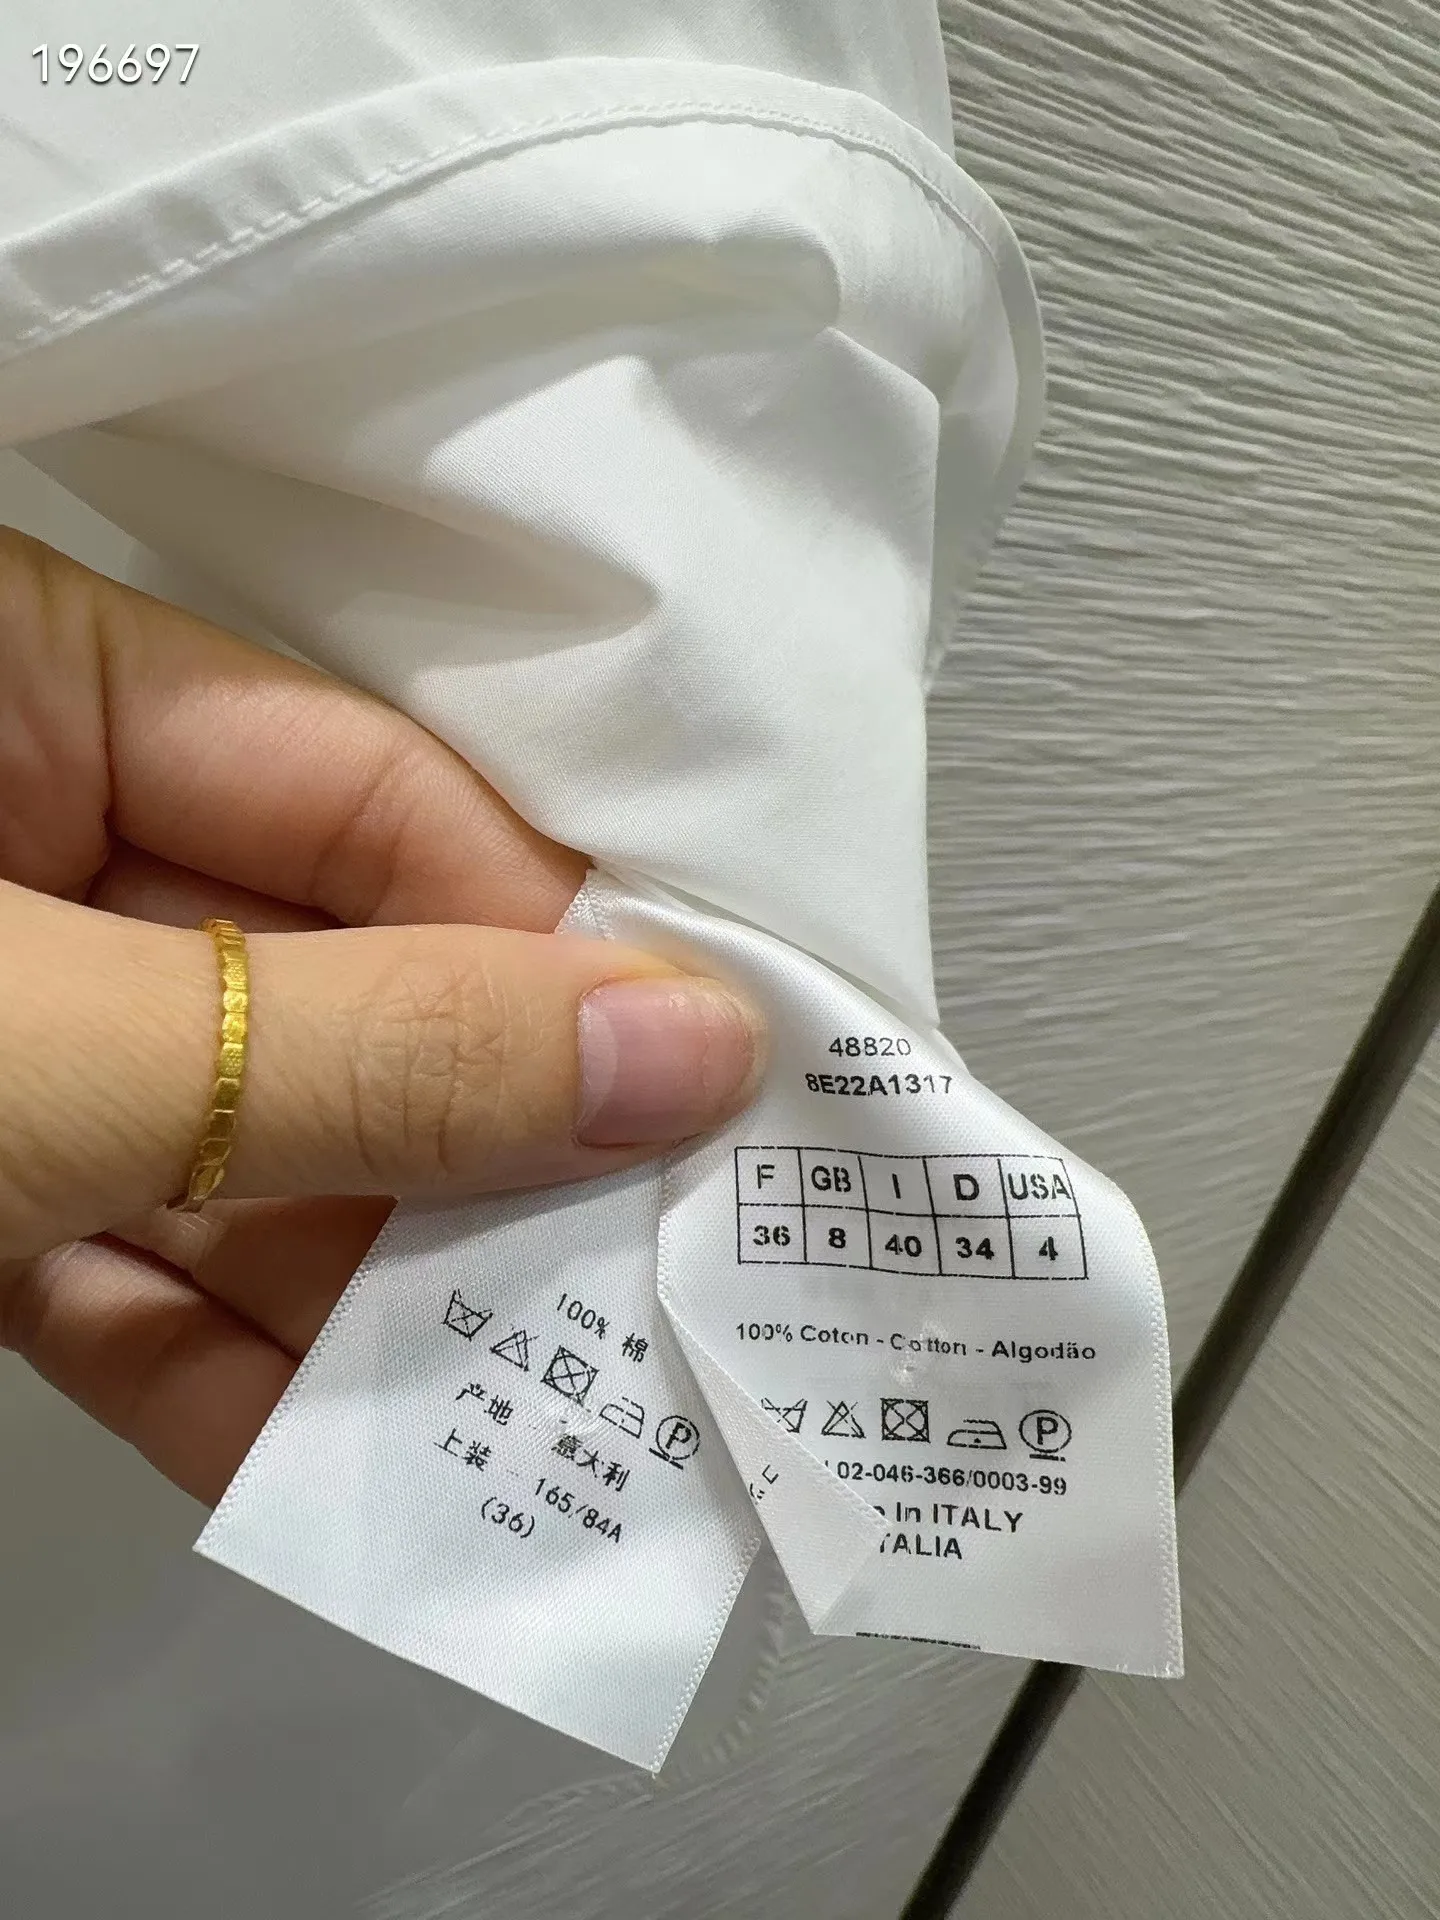 196697
48820
8E22A1317
F GB I D USA
36 8 40 34 4
100% Coton - Cotton - Algodão
P
02-046-366/0003-99
In ITALY
TALIA
100% 棉
P
产地 意大利
上装 165/84A
(36)